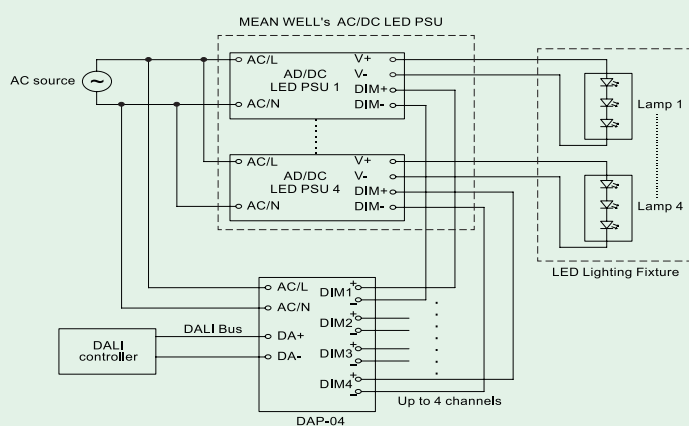 MEAN WELL's AC/DC LED PSU
AC source
AC/L
AC/N
AD/DC
LED PSU 1
V+
V-
DIM+
DIM-
AC/L
AC/N
AD/DC
LED PSU 4
V+
V-
DIM+
DIM-
Lamp 1
Lamp 4
LED Lighting Fixture
AC/L
AC/N
DA+
DA-
DIM1
+
-
DIM2
+
-
DIM3
+
-
DIM4
+
-
DALI Bus
DALI
controller
Up to 4 channels
DAP-04